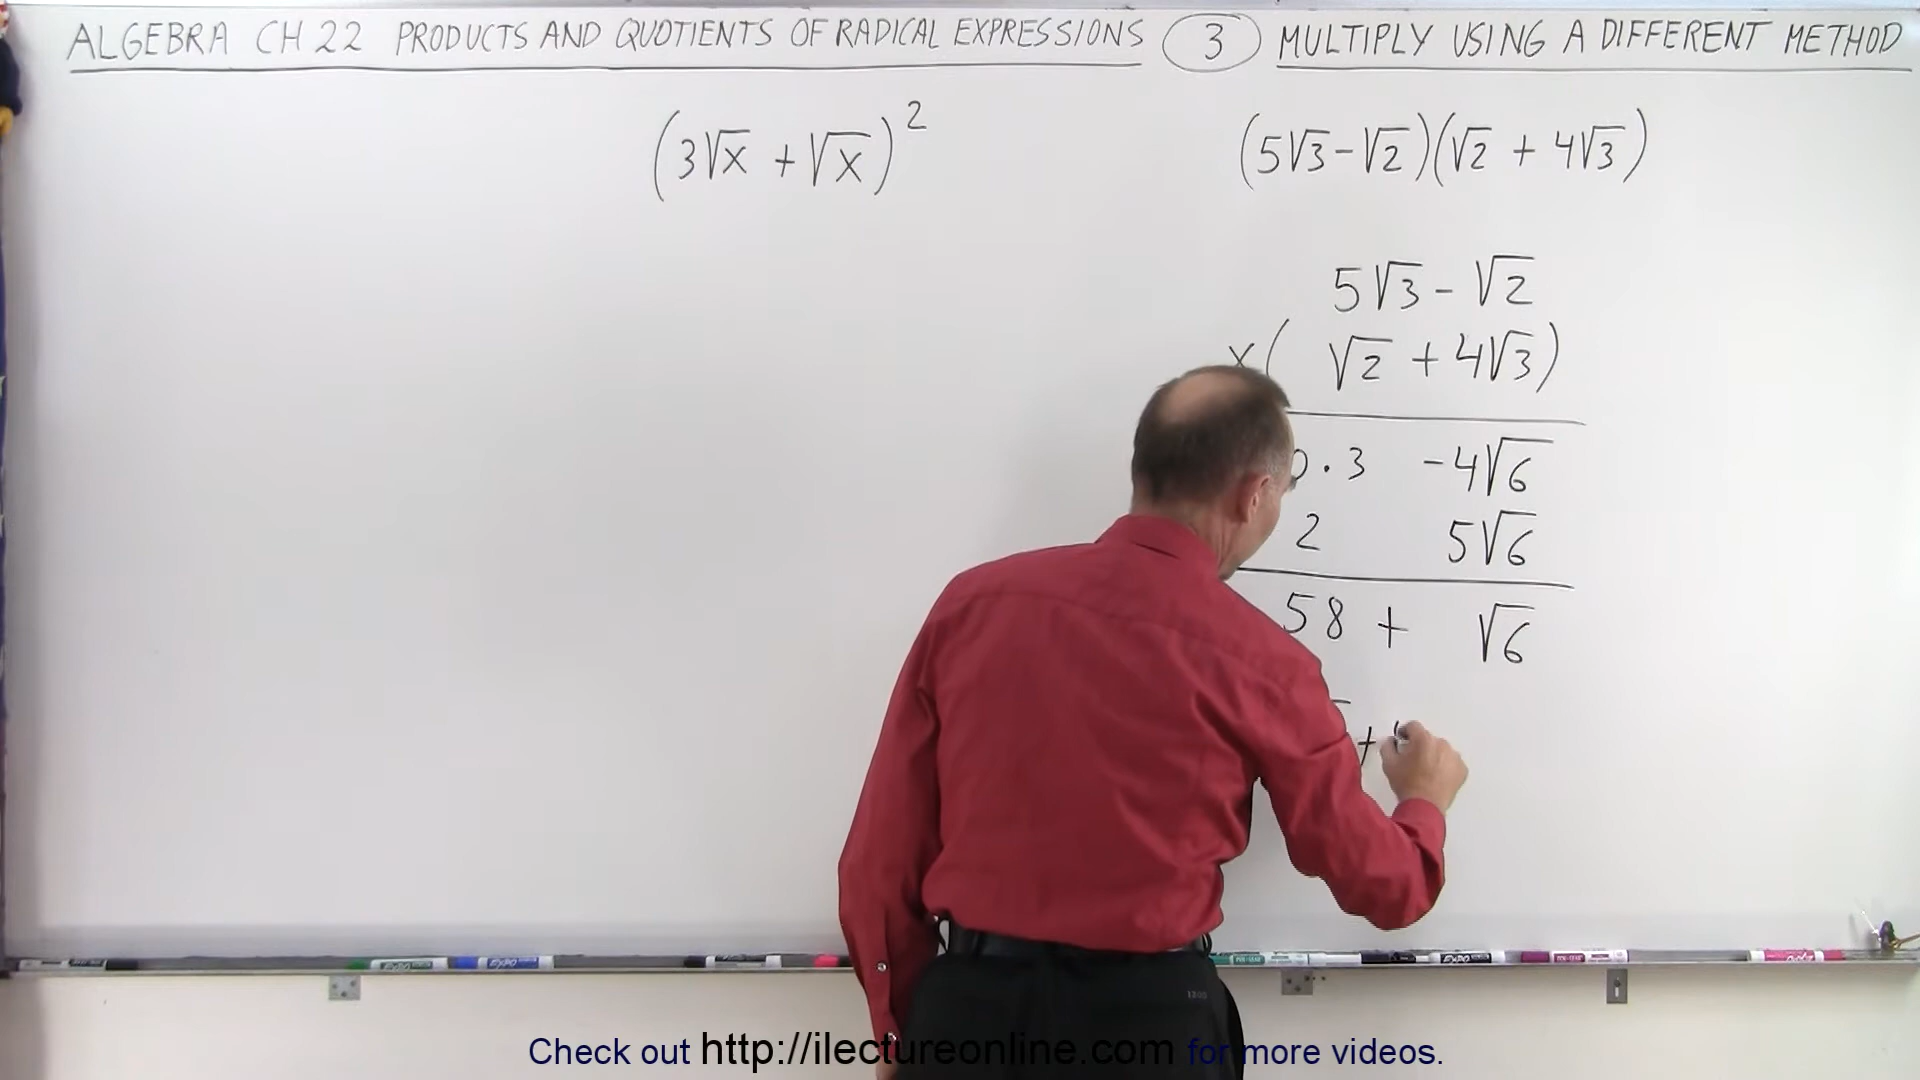 ALGEBRA CH 22 PRODUCTS AND QUOTIENTS OF RADICAL EXPRESSIONS 3 MULTIPLY USING A DIFFERENT METHOD
(3√x + √x)²
(5√3 - √2)(√2 + 4√3)
5√3 - √2
x( √2 + 4√3)
· 3 -4√6
2 5√6
58 + √6
+
Check out http://ilectureonline.com for more videos.